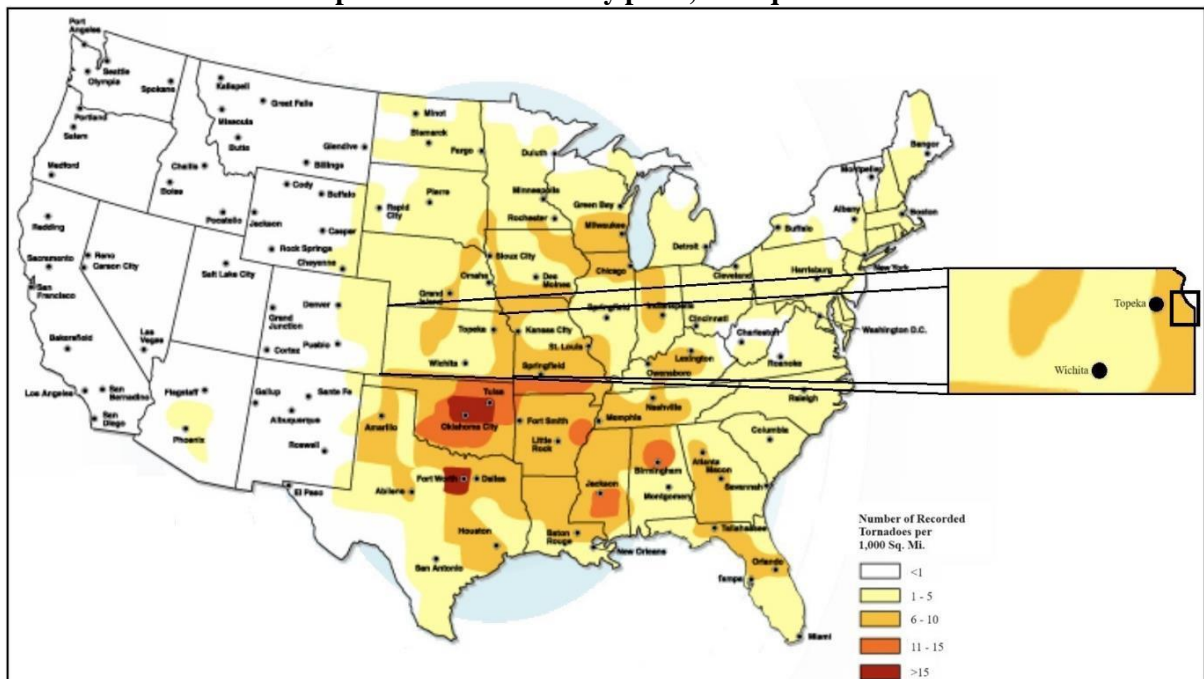 Port
Angeles
Seattle
Olympia
Spokane
Portland
Salem
Medford
Kalispell
Great Falls
Missoula
Butte
Glendive
Billings
Challis
Boise
Pocatello
Cody
Buffalo
Jackson
Casper
Rock Springs
Cheyenne
Minot
Bismarck
Fargo
Pierre
Rapid
City
Duluth
Minneapolis
Rochester
Green Bay
Milwaukee
Sioux City
Omaha
Des
Moines
Chicago
Detroit
Grand
Island
Redding
Reno
Carson City
Sacramento
San
Francisco
Salt Lake City
Las
Vegas
Bakersfield
Los Angeles
San
Bernardino
San
Diego
Denver
Grand
Junction
Cortez
Pueblo
Flagstaff
Phoenix
Gallup
Santa Fe
Albuquerque
Roswell
El Paso
Topeka
Kansas City
Wichita
St. Louis
Springfield
Springfield
Indianapolis
Cleveland
Cincinnati
Charleston
Lexington
Owensboro
Roanoke
Harrisburg
Buffalo
Albany
Montpelier
Bangor
Boston
New York
Washington D.C.
Amarillo
Tulsa
Oklahoma City
Fort Smith
Little
Rock
Memphis
Nashville
Raleigh
Columbia
Fort Worth
Dallas
Abilene
Houston
San Antonio
Jackson
Birmingham
Montgomery
Atlanta
Macon
Savannah
Baton
Rouge
New Orleans
Tallahassee
Orlando
Tampa
Miami
Topeka
Wichita
Number of Recorded
Tornadoes per
1,000 Sq. Mi.
<1
1 - 5
6 - 10
11 - 15
>15